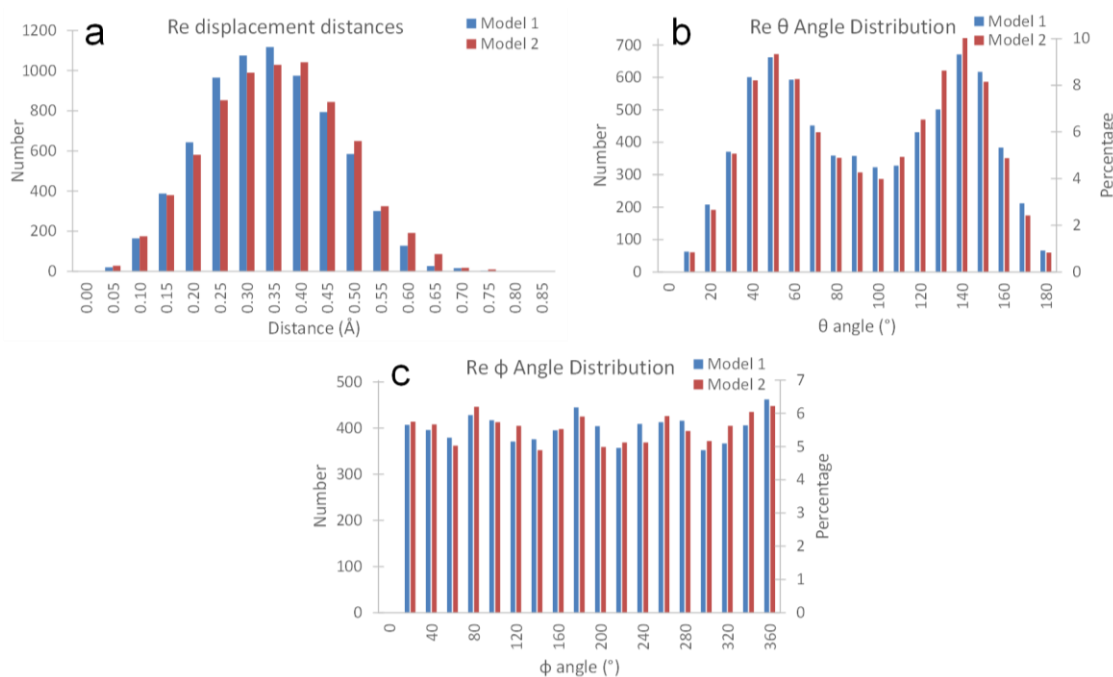 a
Re displacement distances
Model 1
Model 2
1200
1000
800
600
400
200
0
Number
0.00 0.05 0.10 0.15 0.20 0.25 0.30 0.35 0.40 0.45 0.50 0.55 0.60 0.65 0.70 0.75 0.80 0.85
Distance (Å)
b
Re θ Angle Distribution
Model 1
Model 2
700
600
500
400
300
200
100
0
Number
10
8
6
4
2
0
Percentage
0 20 40 60 80 100 120 140 160 180
θ angle (°)
c
Re ϕ Angle Distribution
Model 1
Model 2
500
400
300
200
100
0
Number
7
6
5
4
3
2
1
0
Percentage
0 40 80 120 160 200 240 280 320 360
ϕ angle (°)